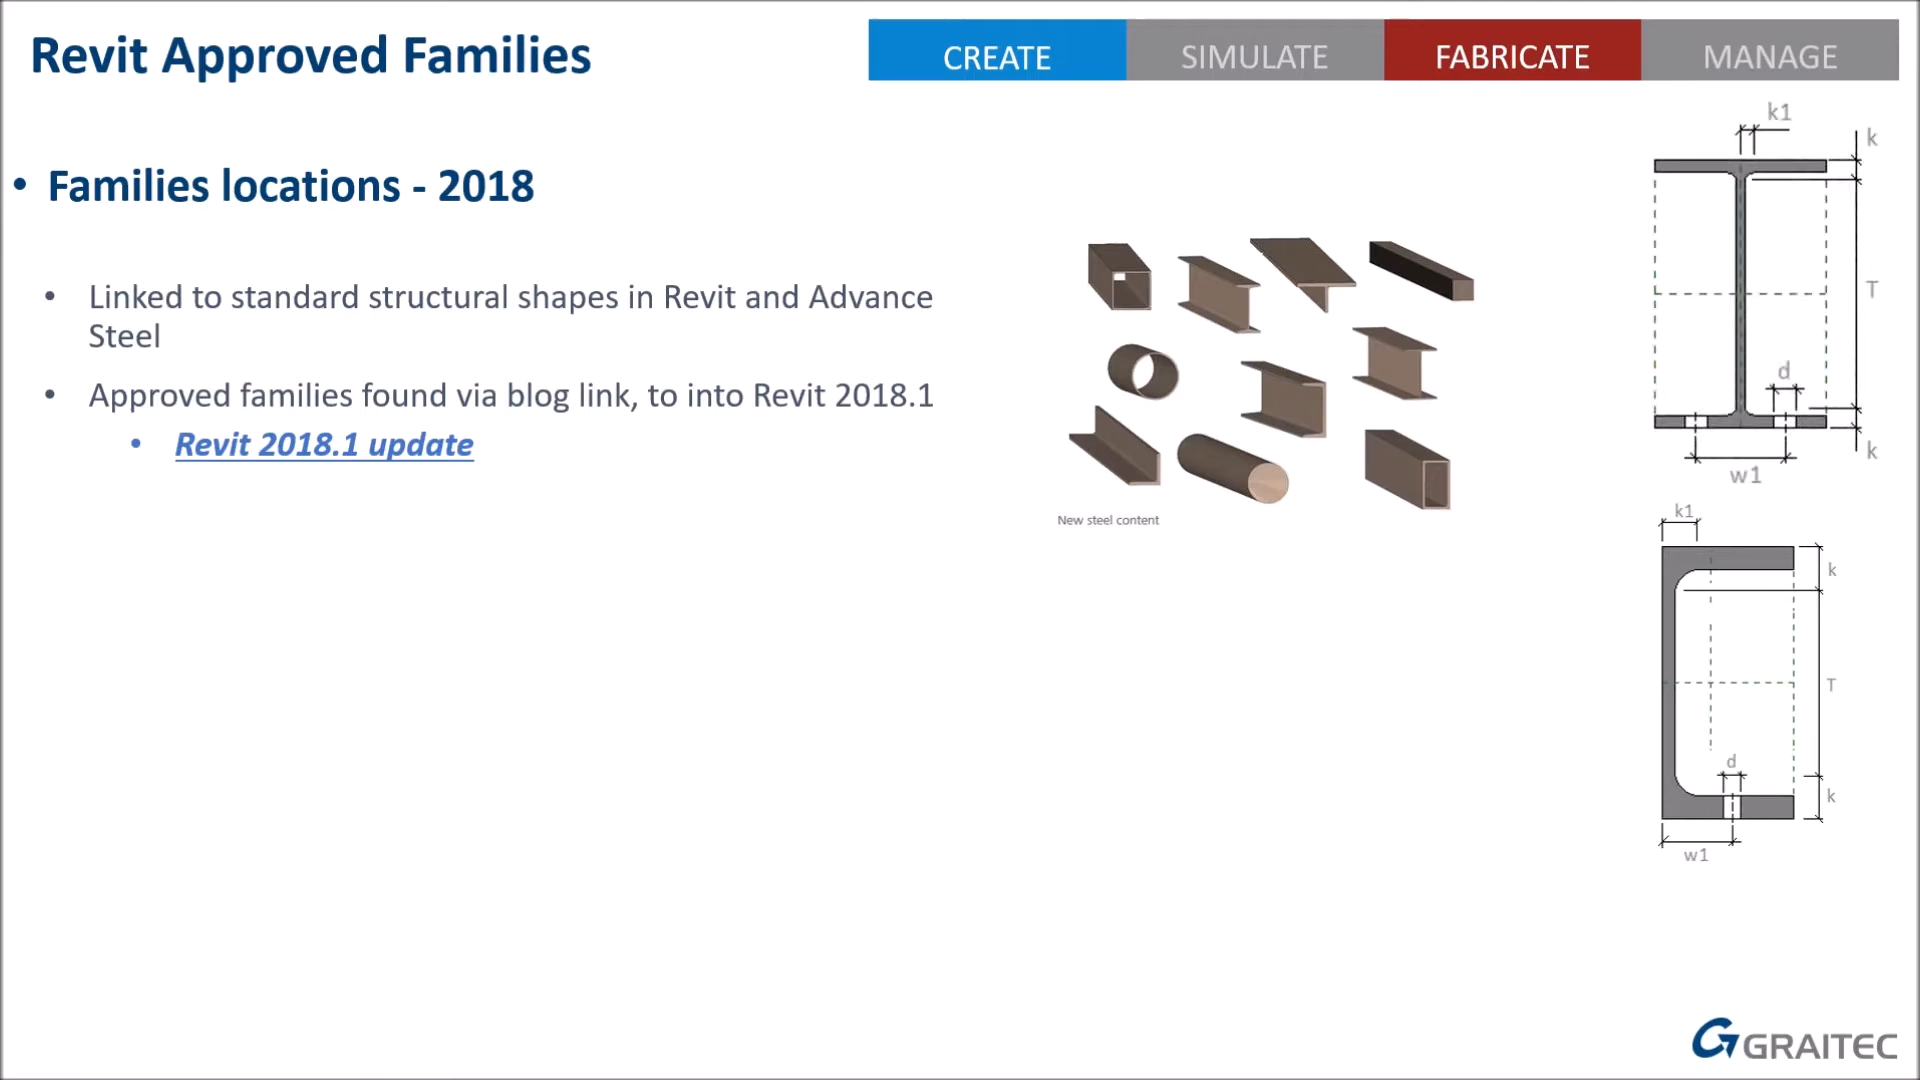 Revit Approved Families
CREATE
SIMULATE
FABRICATE
MANAGE
• Families locations - 2018
• Linked to standard structural shapes in Revit and Advance
Steel
• Approved families found via blog link, to into Revit 2018.1
• Revit 2018.1 update
New steel content
k1
k
T
d
k
w1
k1
k
T
d
k
w1
GRAITEC